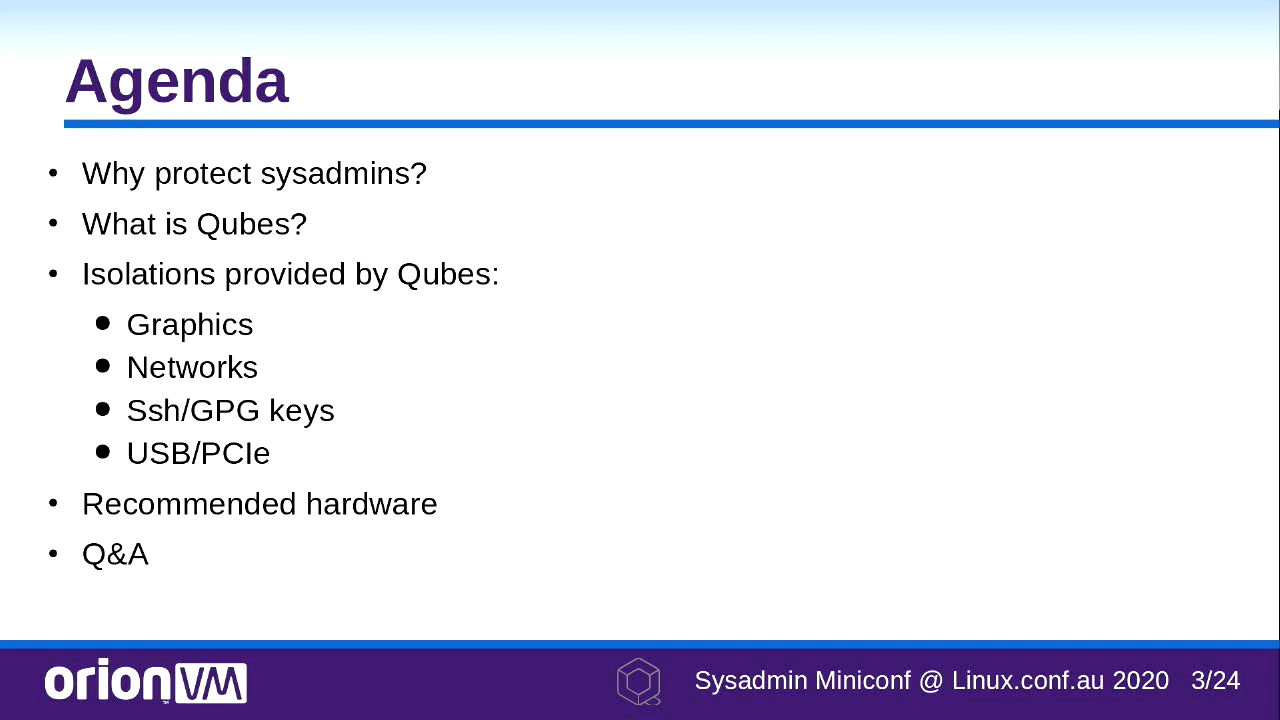 Agenda
• Why protect sysadmins?
• What is Qubes?
• Isolations provided by Qubes:
● Graphics
● Networks
● Ssh/GPG keys
● USB/PCIe
• Recommended hardware
• Q&A
orionVM™
Sysadmin Miniconf @ Linux.conf.au 2020 3/24